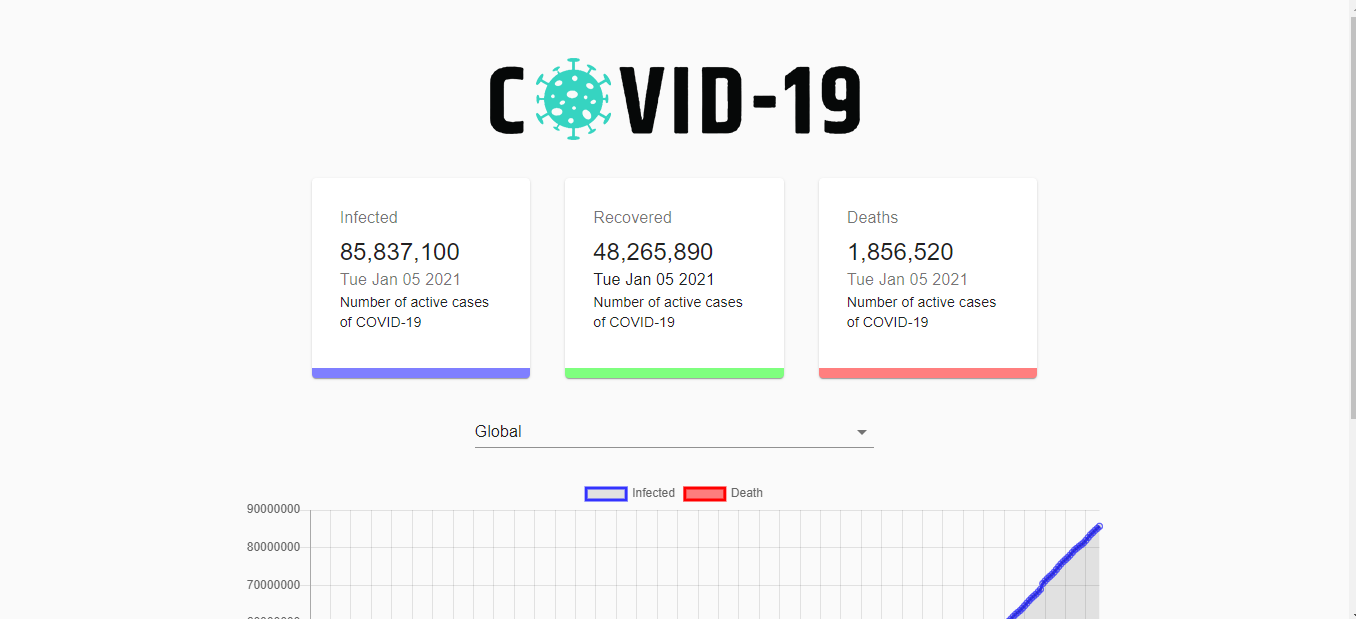 COVID-19
Infected
85,837,100
Tue Jan 05 2021
Number of active cases
of COVID-19
Recovered
48,265,890
Tue Jan 05 2021
Number of active cases
of COVID-19
Deaths
1,856,520
Tue Jan 05 2021
Number of active cases
of COVID-19
Global
Infected Death
90000000
80000000
70000000